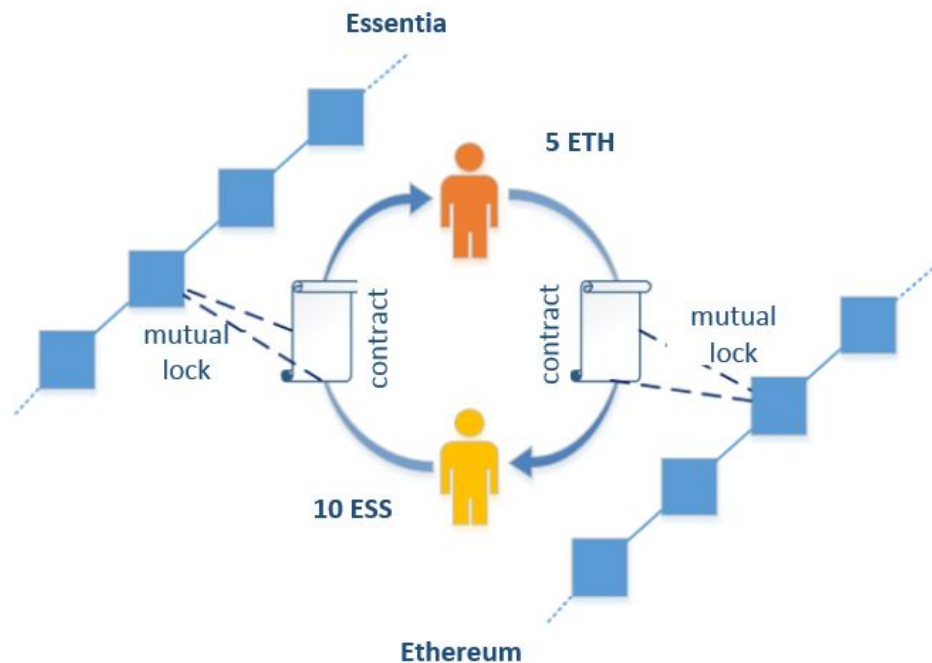 Essentia
5 ETH
contract
mutual
lock
contract
mutual
lock
10 ESS
Ethereum